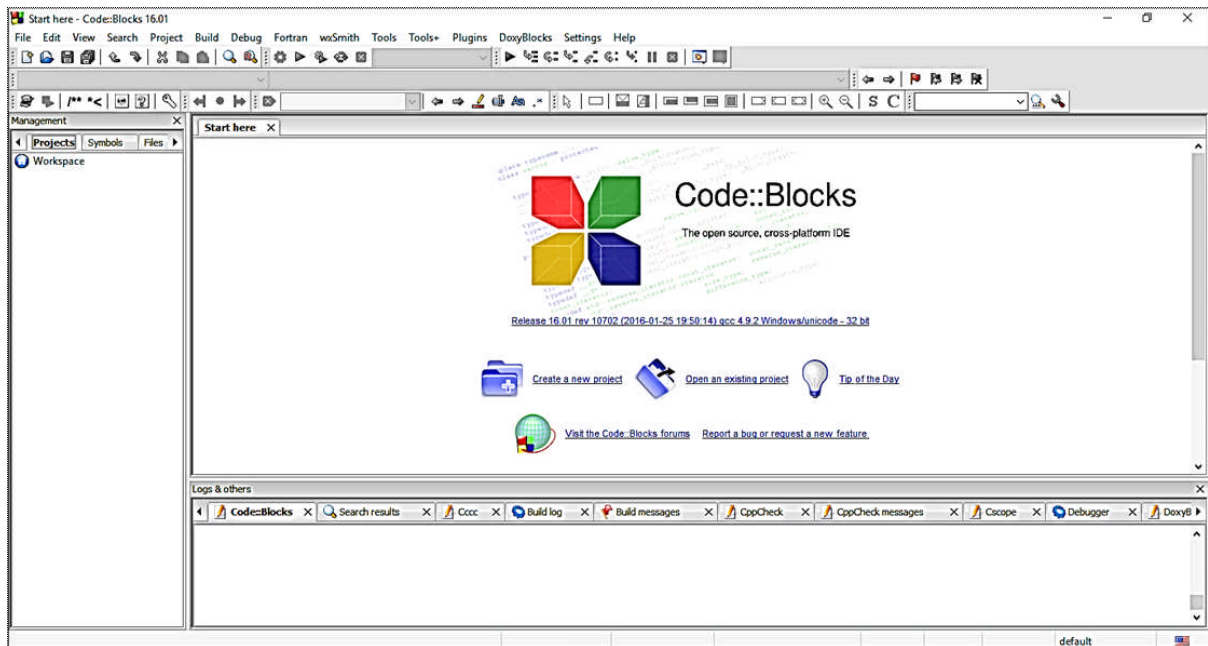 Start here - Code::Blocks 16.01
File Edit View Search Project Build Debug Fortran wxSmith Tools Tools+ Plugins DoxyBlocks Settings Help
/** *<
S C
Management
Projects Symbols Files
Workspace
Start here
Code::Blocks
The open source, cross-platform IDE
Release 16.01 rev 10702 (2016-01-25 19:50:14) gcc 4.9.2 Windows/unicode - 32 bit
Create a new project Open an existing project Tip of the Day
Visit the Code::Blocks forums Report a bug or request a new feature
Logs & others
Code::Blocks Search results Cccc Build log Build messages CppCheck CppCheck messages Cscope Debugger DoxyB
default